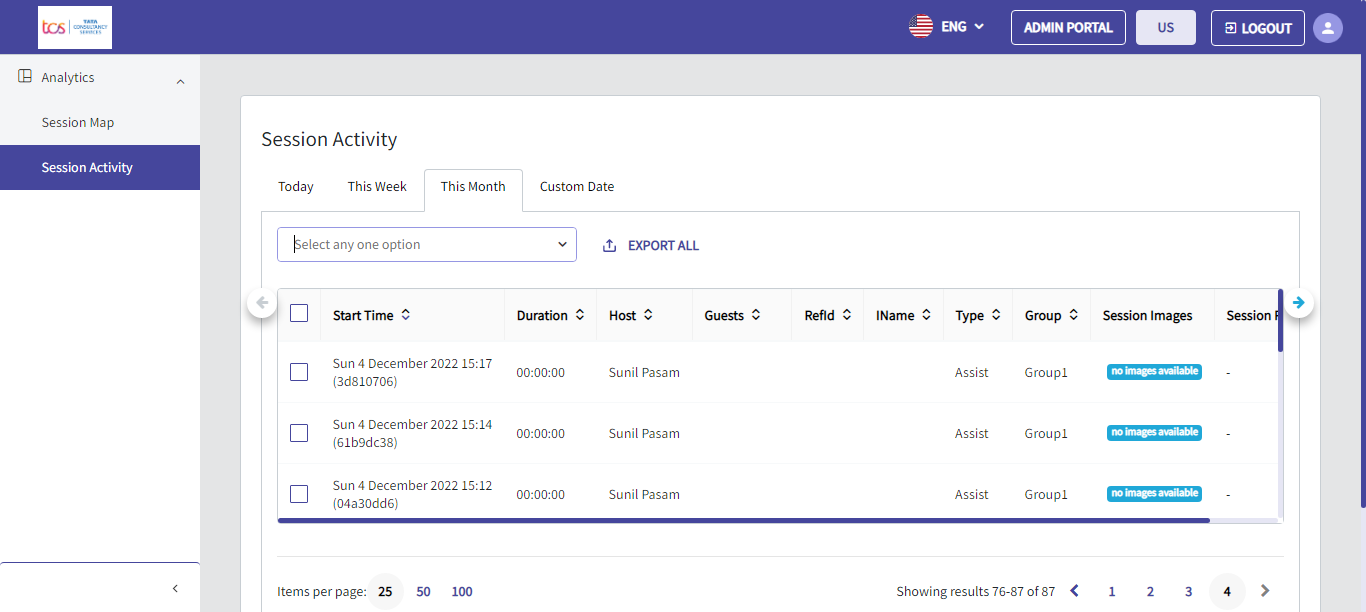 tcs TATA CONSULTANCY SERVICES
ENG
ADMIN PORTAL
US
LOGOUT
Analytics
Session Map
Session Activity
Session Activity
Today This Week This Month Custom Date
Select any one option
EXPORT ALL
Start Time Duration Host Guests RefId IName Type Group Session Images Session
Sun 4 December 2022 15:17
(3d810706) 00:00:00 Sunil Pasam Assist Group1 no images available -
Sun 4 December 2022 15:14
(61b9dc38) 00:00:00 Sunil Pasam Assist Group1 no images available -
Sun 4 December 2022 15:12
(04a30dd6) 00:00:00 Sunil Pasam Assist Group1 no images available -
Items per page: 25 50 100 Showing results 76-87 of 87 1 2 3 4